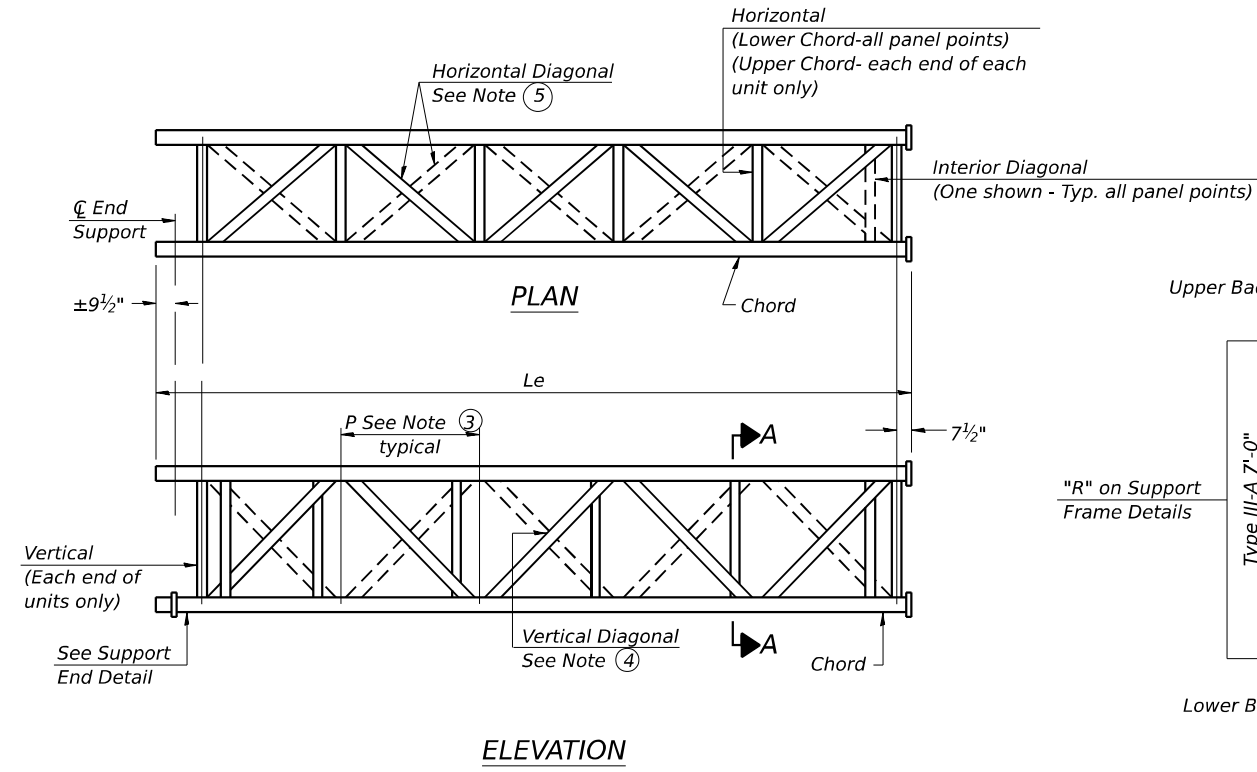 Horizontal
(Lower Chord-all panel points)
(Upper Chord- each end of each
unit only)
Horizontal Diagonal
See Note 5
Interior Diagonal
(One shown - Typ. all panel points)
℄ End
Support
±9½"
PLAN
Chord
Upper Ba
Le
P See Note 3
typical
A
7½"
"R" on Support
Frame Details
Type III-A 7'-0"
Vertical
(Each end of
units only)
Vertical Diagonal
See Note 4
A
See Support
End Detail
Chord
Lower B
ELEVATION